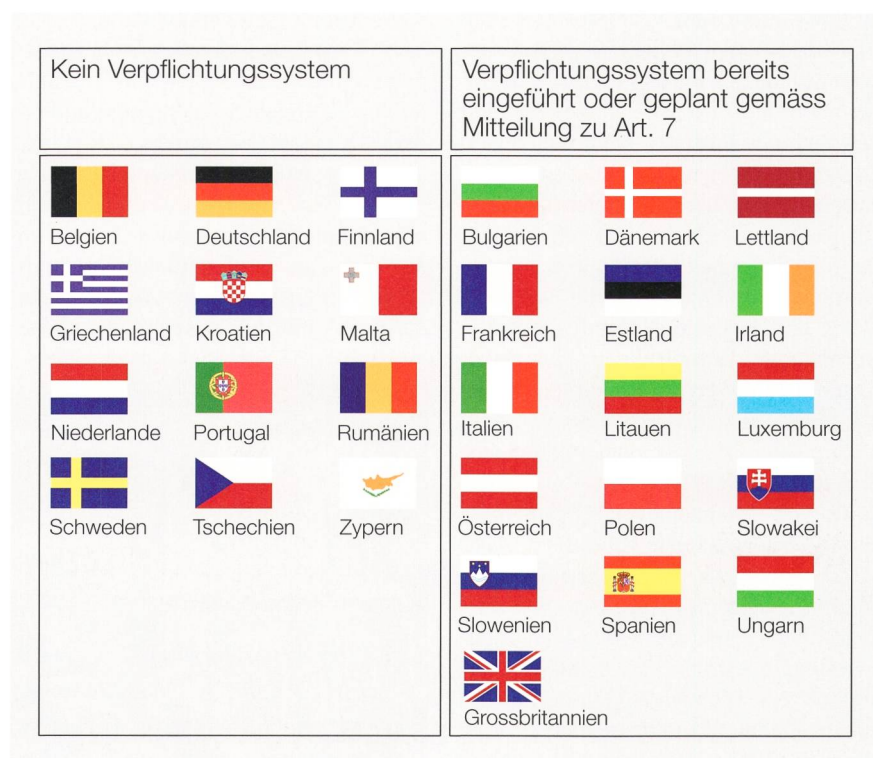 Kein Verpflichtungssystem
Verpflichtungssystem bereits
eingeführt oder geplant gemäss
Mitteilung zu Art. 7
Belgien Deutschland Finnland
Griechenland Kroatien Malta
Niederlande Portugal Rumänien
Schweden Tschechien Zypern
Bulgarien Dänemark Lettland
Frankreich Estland Irland
Italien Litauen Luxemburg
Österreich Polen Slowakei
Slowenien Spanien Ungarn
Grossbritannien